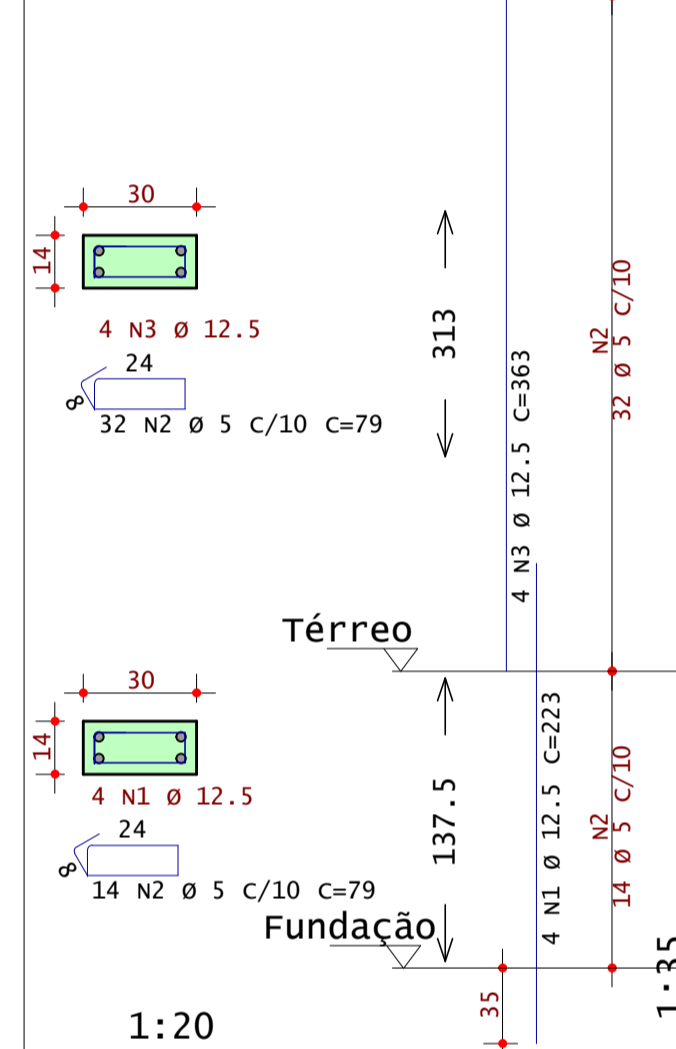 30
14
4 N3 Ø 12.5
24
8
32 N2 Ø 5 C/10 C=79
313
4 N3 Ø 12.5 C=363
N2
32 Ø 5 C/10
Térreo
30
14
4 N1 Ø 12.5
24
8
14 N2 Ø 5 C/10 C=79
137.5
4 N1 Ø 12.5 C=223
N2
14 Ø 5 C/10
Fundação
35
1:20
1:35